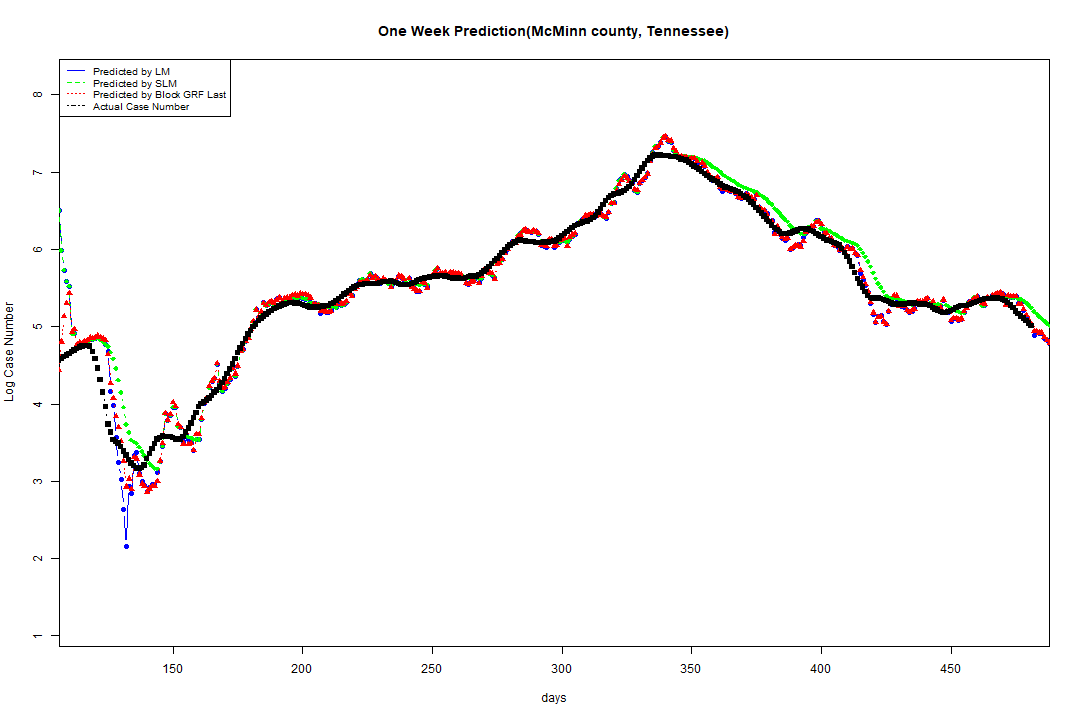 One Week Prediction(McMinn county, Tennessee)
Predicted by LM
Predicted by SLM
Predicted by Block GRF Last
Actual Case Number
Log Case Number
8
7
6
5
4
3
2
1
150 200 250 300 350 400 450
days